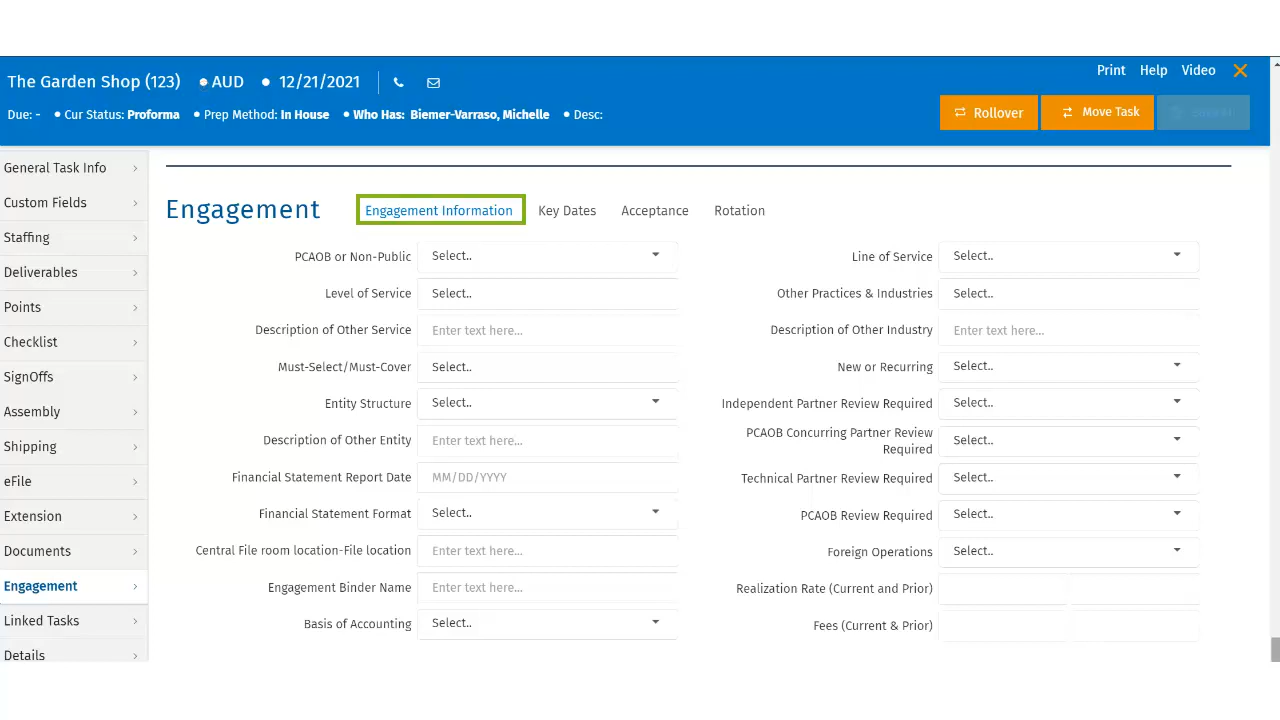 The Garden Shop (123) AUD 12/21/2021
Print Help Video
Due: - Cur Status: Proforma Prep Method: In House Who Has: Biemer-Varraso, Michelle Desc:
Rollover Move Task
General Task Info
Custom Fields
Staffing
Deliverables
Points
Checklist
SignOffs
Assembly
Shipping
eFile
Extension
Documents
Engagement
Linked Tasks
Details
Engagement Engagement Information Key Dates Acceptance Rotation
PCAOB or Non-Public Select..
Level of Service Select..
Description of Other Service Enter text here...
Must-Select/Must-Cover Select..
Entity Structure Select..
Description of Other Entity Enter text here...
Financial Statement Report Date MM/DD/YYYY
Financial Statement Format Select..
Central File room location-File location Enter text here...
Engagement Binder Name Enter text here...
Basis of Accounting Select..
Line of Service Select..
Other Practices & Industries Select..
Description of Other Industry Enter text here...
New or Recurring Select..
Independent Partner Review Required Select..
PCAOB Concurring Partner Review
Required Select..
Technical Partner Review Required Select..
PCAOB Review Required Select..
Foreign Operations Select..
Realization Rate (Current and Prior)
Fees (Current & Prior)